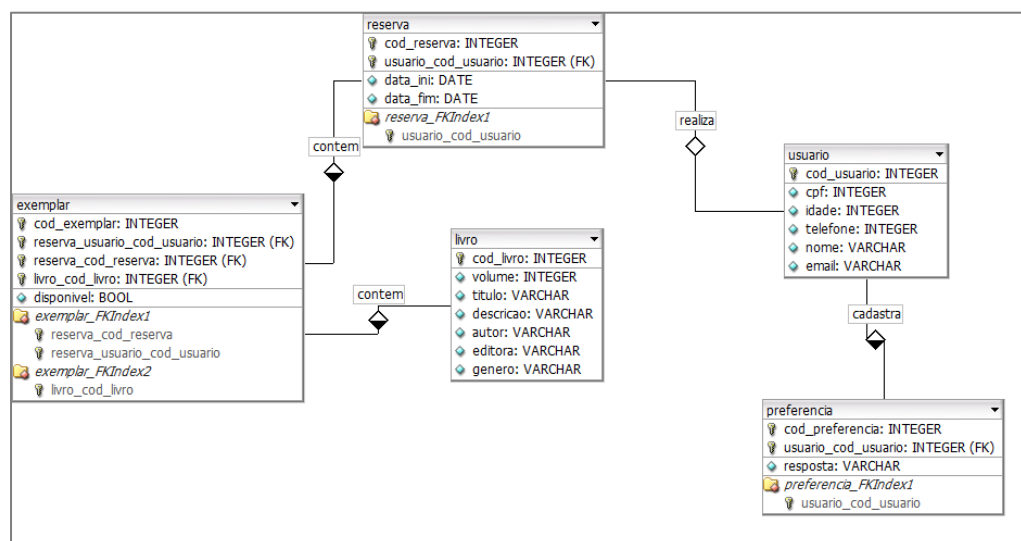 reserva
cod_reserva: INTEGER
usuario_cod_usuario: INTEGER (FK)
data_ini: DATE
data_fim: DATE
reserva_FKIndex1
usuario_cod_usuario
contem
realiza
usuario
cod_usuario: INTEGER
cpf: INTEGER
idade: INTEGER
telefone: INTEGER
nome: VARCHAR
email: VARCHAR
exemplar
cod_exemplar: INTEGER
reserva_usuario_cod_usuario: INTEGER (FK)
reserva_cod_reserva: INTEGER (FK)
livro_cod_livro: INTEGER (FK)
disponivel: BOOL
exemplar_FKIndex1
reserva_cod_reserva
reserva_usuario_cod_usuario
exemplar_FKIndex2
livro_cod_livro
contem
livro
cod_livro: INTEGER
volume: INTEGER
titulo: VARCHAR
descricao: VARCHAR
autor: VARCHAR
editora: VARCHAR
genero: VARCHAR
cadastra
preferencia
cod_preferencia: INTEGER
usuario_cod_usuario: INTEGER (FK)
resposta: VARCHAR
preferencia_FKIndex1
usuario_cod_usuario